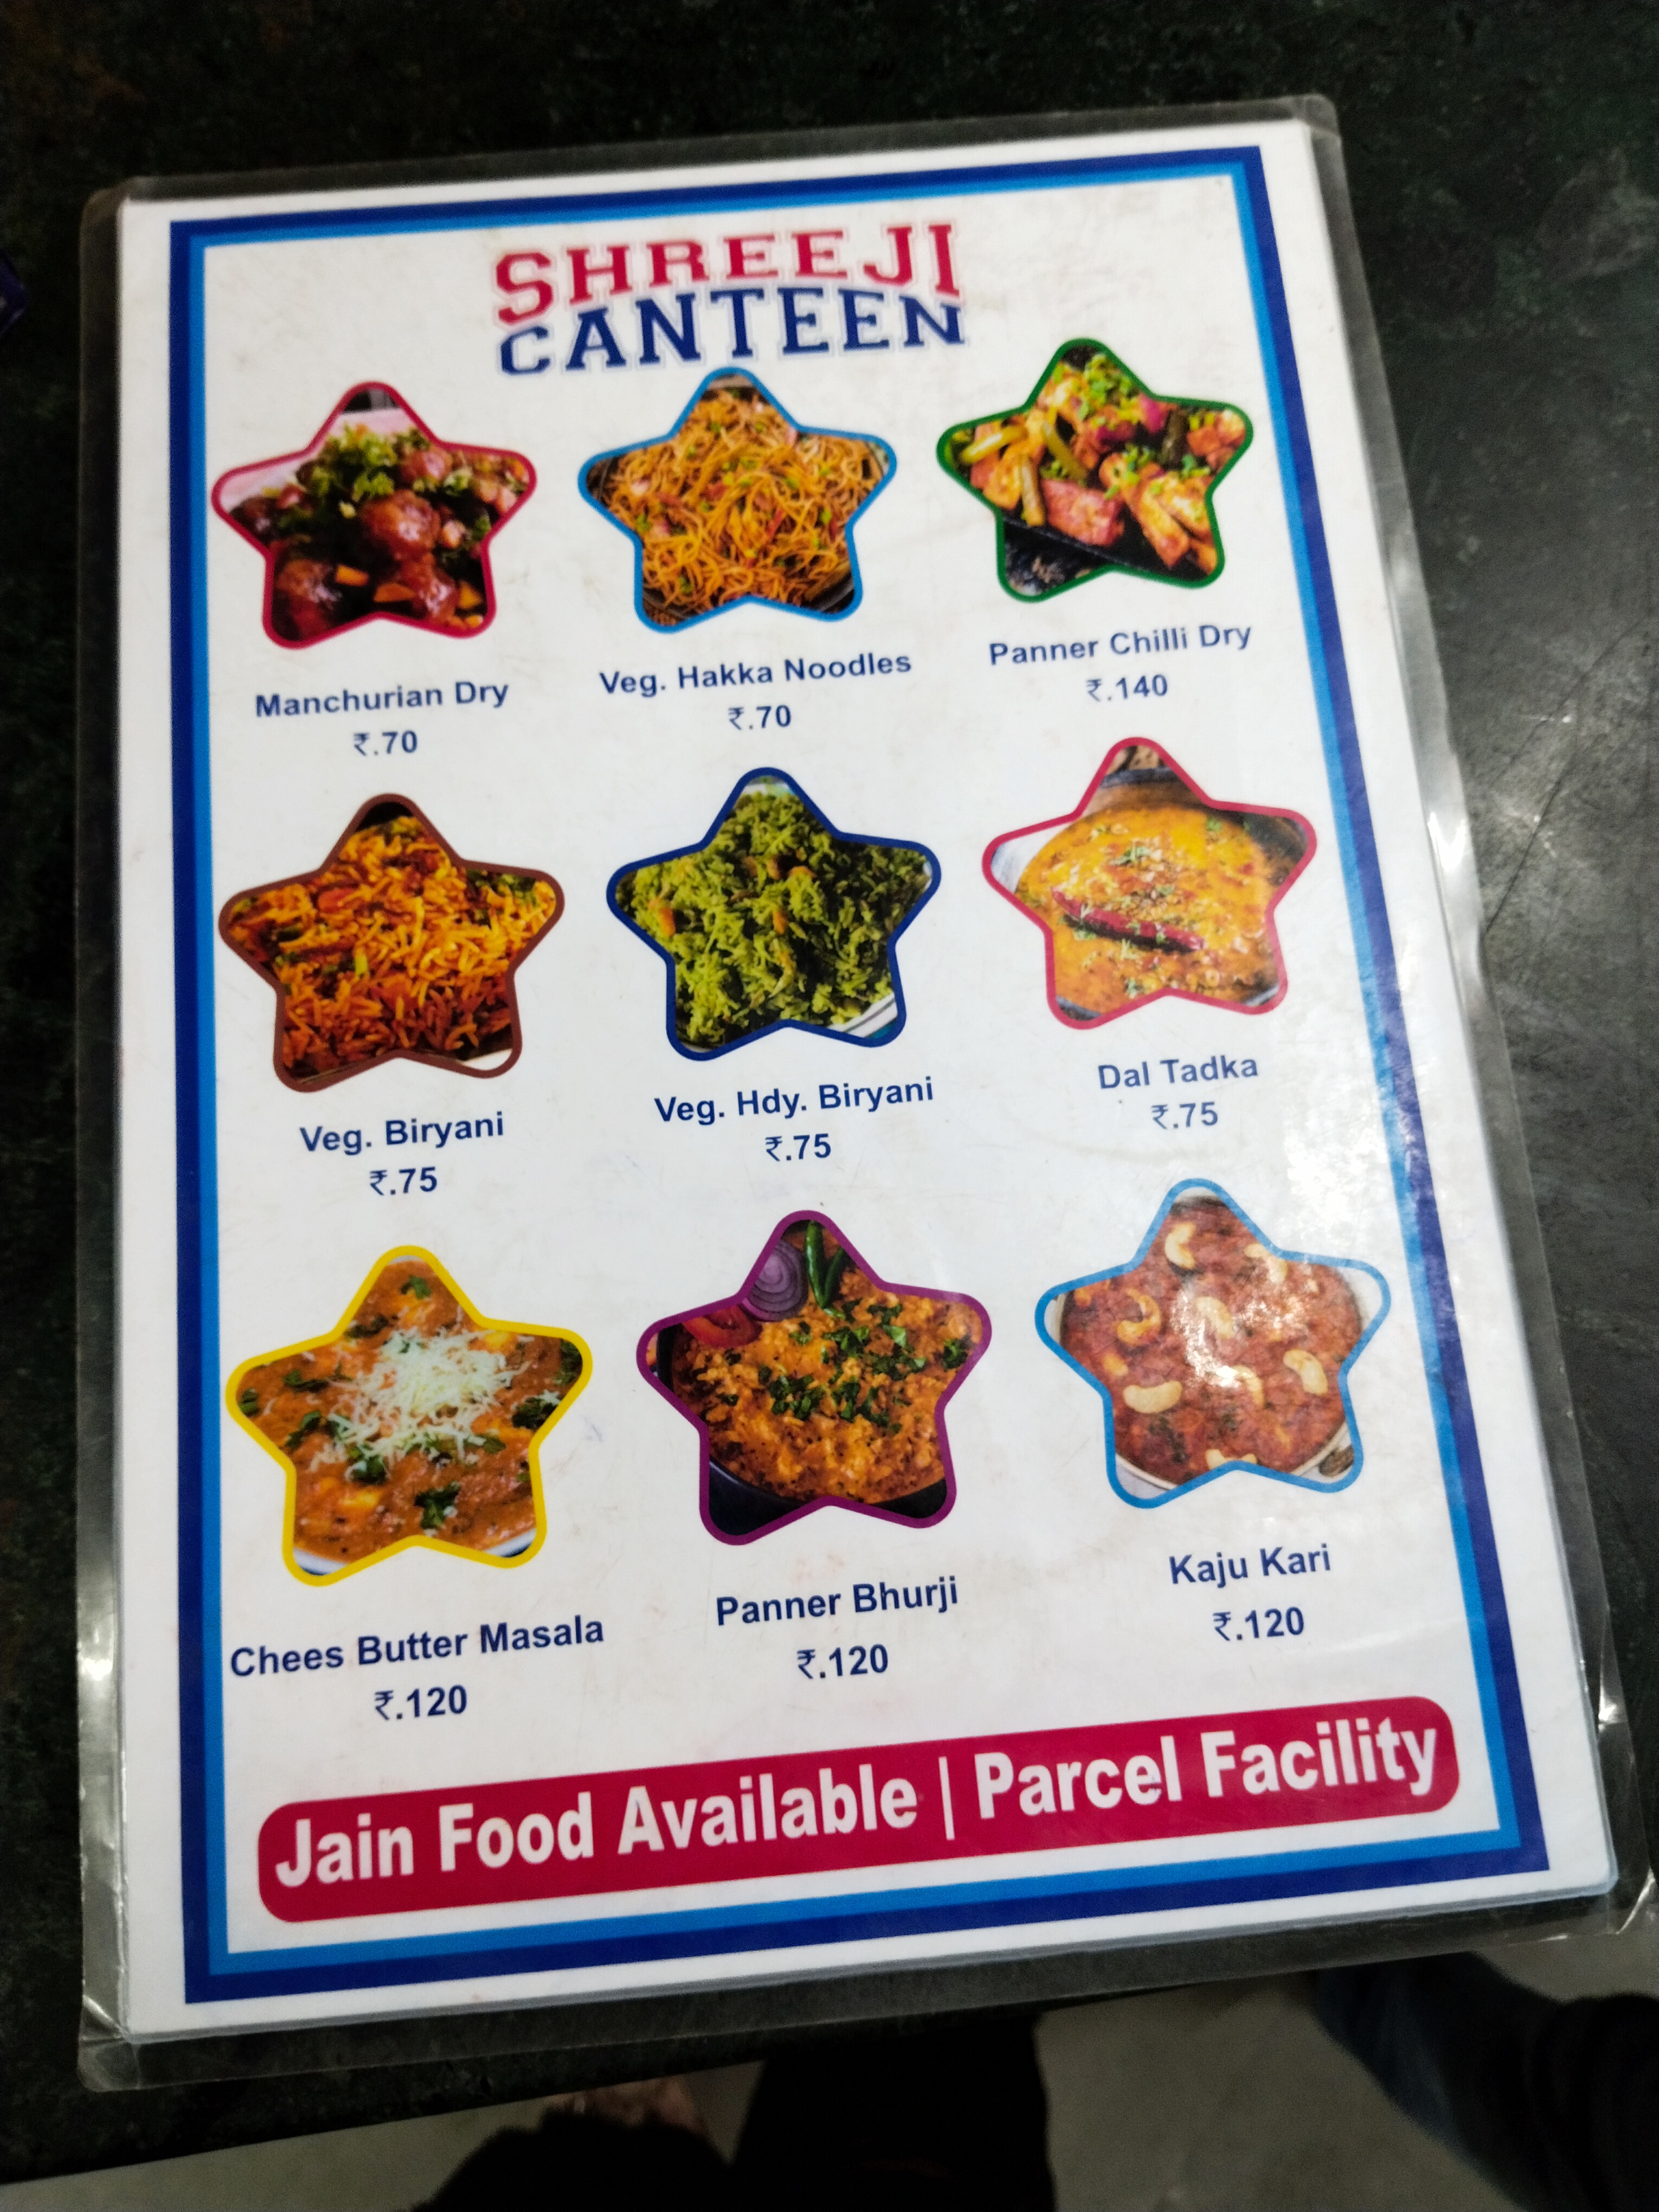 SHREEJI
CANTEEN
Manchurian Dry
₹.70
Veg. Hakka Noodles
₹.70
Panner Chilli Dry
₹.140
Veg. Biryani
₹.75
Veg. Hdy. Biryani
₹.75
Dal Tadka
₹.75
Chees Butter Masala
₹.120
Panner Bhurji
₹.120
Kaju Kari
₹.120
Jain Food Available | Parcel Facility